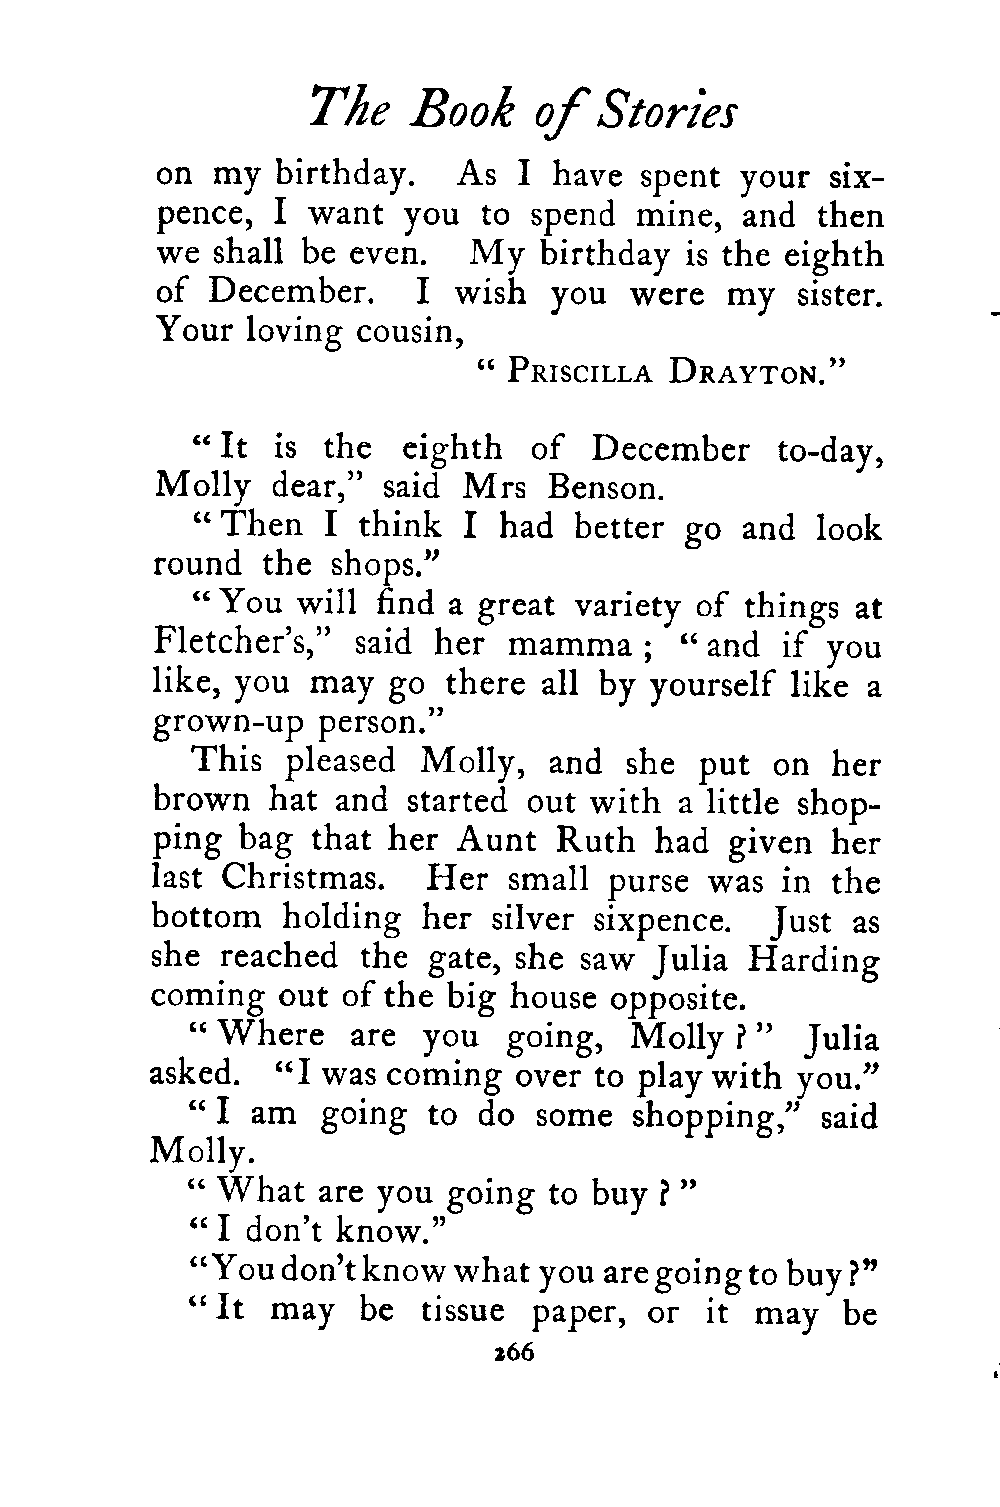 The Book of Stories
on my birthday. As I have spent your six-
pence, I want you to spend mine, and then
we shall be even. My birthday is the eighth
of December. I wish you were my sister.
Your loving cousin,
“ PRISCILLA DRAYTON.”
“ It is the eighth of December to-day,
Molly dear,” said Mrs Benson.
“ Then I think I had better go and look
round the shops.”
“ You will find a great variety of things at
Fletcher’s,” said her mamma ; “ and if you
like, you may go there all by yourself like a
grown-up person.”
This pleased Molly, and she put on her
brown hat and started out with a little shop-
ping bag that her Aunt Ruth had given her
last Christmas. Her small purse was in the
bottom holding her silver sixpence. Just as
she reached the gate, she saw Julia Harding
coming out of the big house opposite.
“ Where are you going, Molly ? ” Julia
asked. “I was coming over to play with you.”
“ I am going to do some shopping,” said
Molly.
“ What are you going to buy ? ”
“ I don’t know.”
“You don’t know what you are going to buy?”
“ It may be tissue paper, or it may be
266